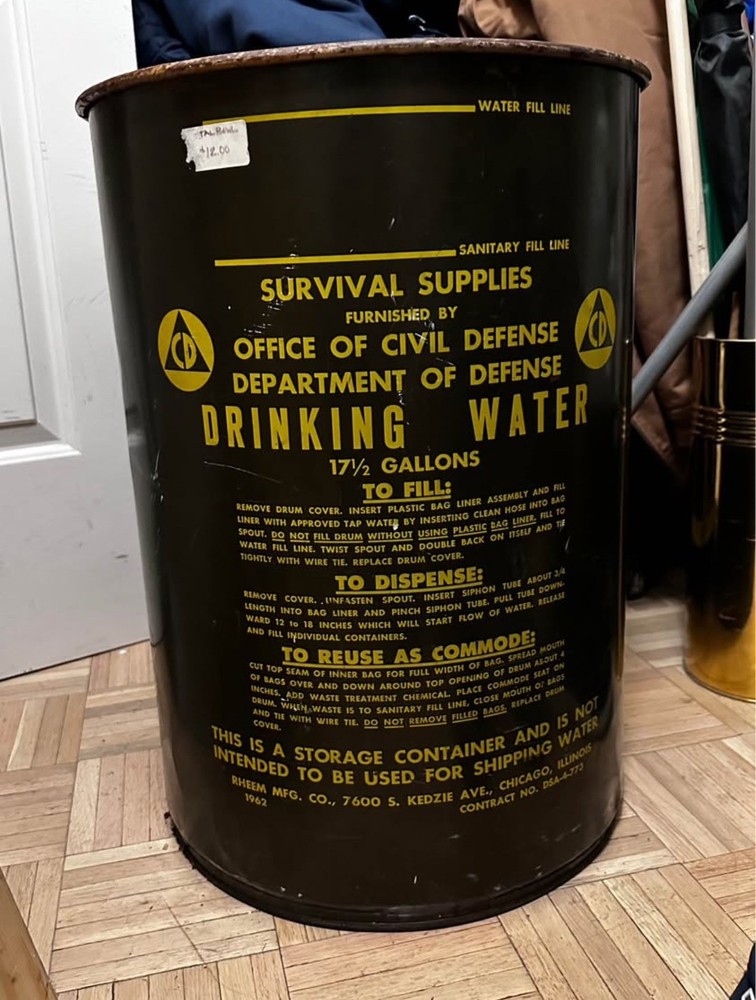 WATER FILL LINE
$12.00
SANITARY FILL LINE
SURVIVAL SUPPLIES
FURNISHED BY
CD
OFFICE OF CIVIL DEFENSE
CD
DEPARTMENT OF DEFENSE
DRINKING WATER
17½ GALLONS
TO FILL:
REMOVE DRUM COVER. INSERT PLASTIC BAG LINER ASSEMBLY AND FILL
LINER WITH APPROVED TAP WATER BY INSERTING CLEAN HOSE INTO BAG
SPOUT. DO NOT FILL DRUM WITHOUT USING PLASTIC BAG LINER. FILL TO
WATER FILL LINE. TWIST SPOUT AND DOUBLE BACK ON ITSELF AND TIE
TIGHTLY WITH WIRE TIE. REPLACE DRUM COVER.
TO DISPENSE:
REMOVE COVER. UNFASTEN SPOUT. INSERT SIPHON TUBE ABOUT 3/4
LENGTH INTO BAG LINER AND PINCH SIPHON TUBE. PULL TUBE DOWN-
WARD 12 to 18 INCHES WHICH WILL START FLOW OF WATER. RELEASE
AND FILL INDIVIDUAL CONTAINERS.
TO REUSE AS COMMODE:
CUT TOP SEAM OF INNER BAG FOR FULL WIDTH OF BAG. SPREAD MOUTH
OF BAGS OVER AND DOWN AROUND TOP OPENING OF DRUM ABOUT 4
INCHES. ADD WASTE TREATMENT CHEMICAL. PLACE COMMODE SEAT ON
DRUM. WHEN WASTE IS TO SANITARY FILL LINE, CLOSE MOUTH OF BAGS
AND TIE WITH WIRE TIE. DO NOT REMOVE FILLED BAGS. REPLACE DRUM
COVER.
THIS IS A STORAGE CONTAINER AND IS NOT
INTENDED TO BE USED FOR SHIPPING WATER
RHEEM MFG. CO., 7600 S. KEDZIE AVE., CHICAGO, ILLINOIS
1962 CONTRACT NO. DSA-4-773